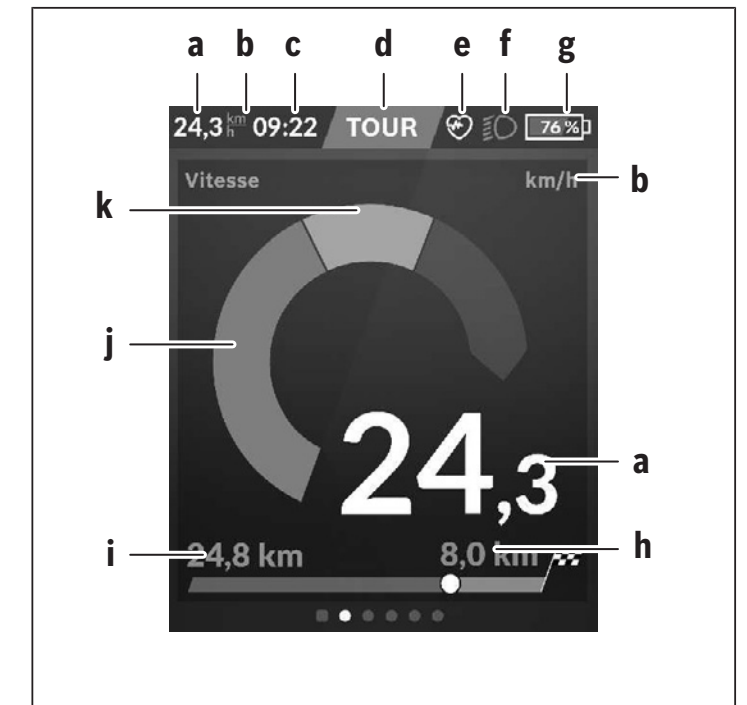 a b c d e f g
24,3 km/h 09:22 TOUR 76 %
Vitesse km/h b
k
j
24,3 a
i 24,8 km 8,0 km h